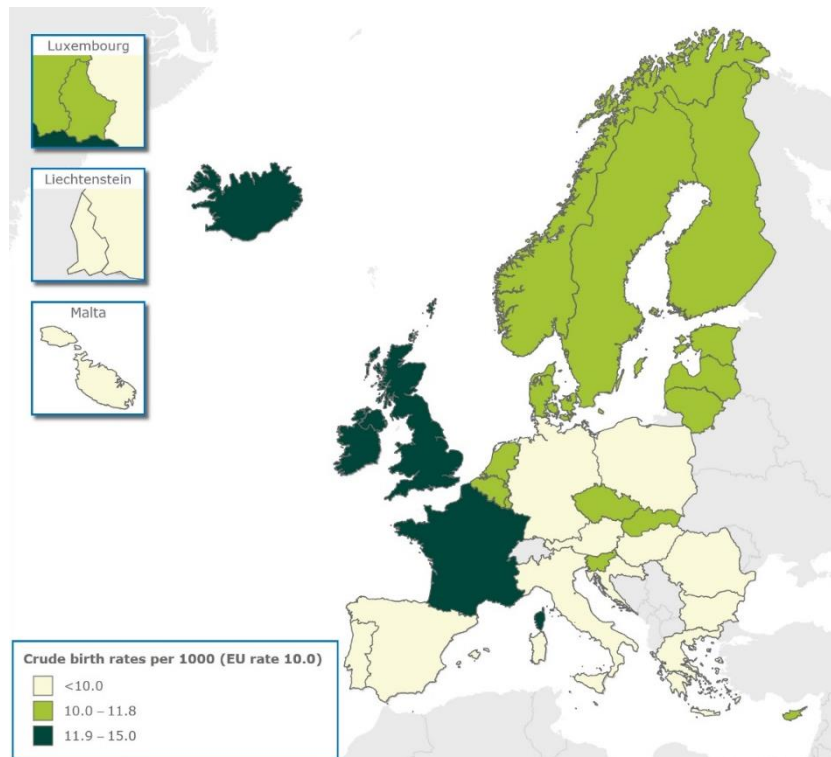 Luxembourg
Liechtenstein
Malta
Crude birth rates per 1000 (EU rate 10.0)
<10.0
10.0 – 11.8
11.9 – 15.0